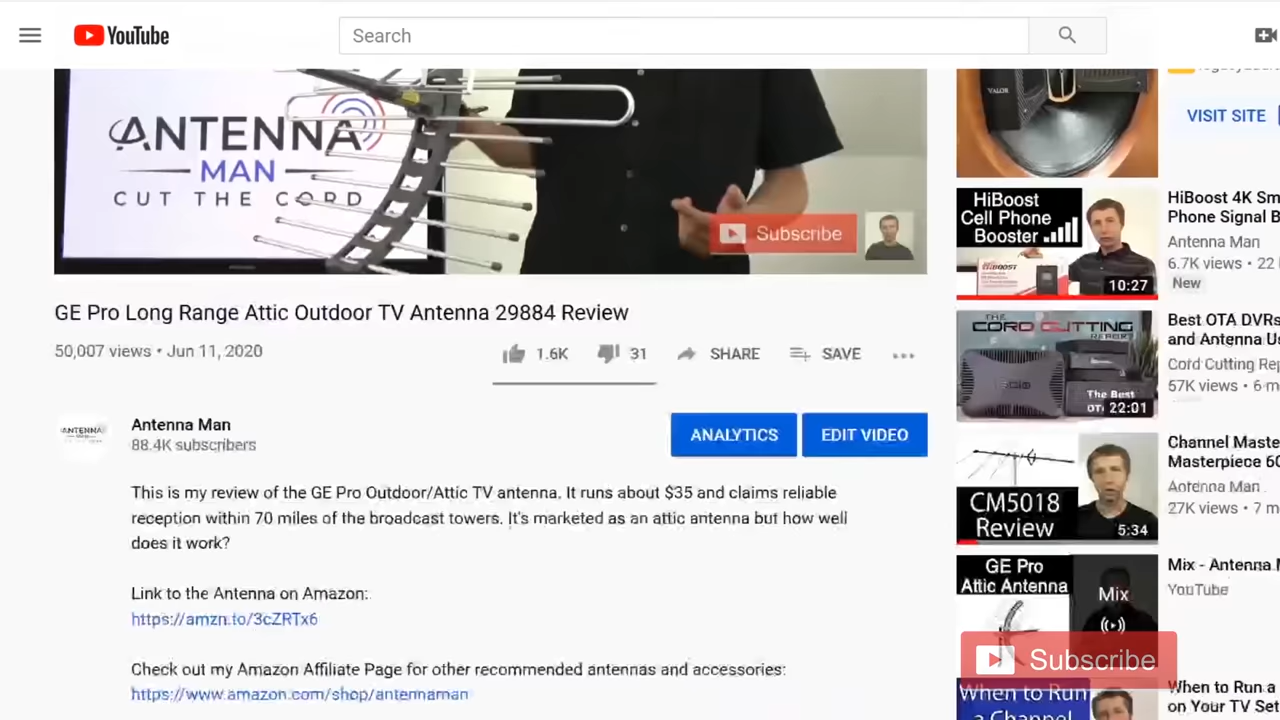 YouTube
Search
ANTENNA
MAN
CUT THE CORD
Subscribe
GE Pro Long Range Attic Outdoor TV Antenna 29884 Review
50,007 views • Jun 11, 2020
1.6K
31
SHARE
SAVE
ANTENNA
Antenna Man
88.4K subscribers
ANALYTICS
EDIT VIDEO
This is my review of the GE Pro Outdoor/Attic TV antenna. It runs about $35 and claims reliable
reception within 70 miles of the broadcast towers. It's marketed as an attic antenna but how well
does it work?
Link to the Antenna on Amazon:
https://amzn.to/3cZRTx6
Check out my Amazon Affiliate Page for other recommended antennas and accessories:
https://www.amazon.com/shop/antennaman
VALOR
VISIT SITE
HiBoost
Cell Phone
Booster
HiBOOST
10:27
HiBoost 4K Sm
Phone Signal B
Antenna Man
6.7K views • 22
New
THE
CORD CUTTING
REPORT
The Best
OTA
22:01
Best OTA DVRs
and Antenna Us
Cord Cutting Rep
57K views • 6 m
CM5018
Review
5:34
Channel Maste
Masterpiece 60
Antenna Man
27K views • 7 m
GE Pro
Attic Antenna
Mix
Mix - Antenna M
YouTube
Subscribe
When to Run
a Channel
When to Run a
on Your TV Set